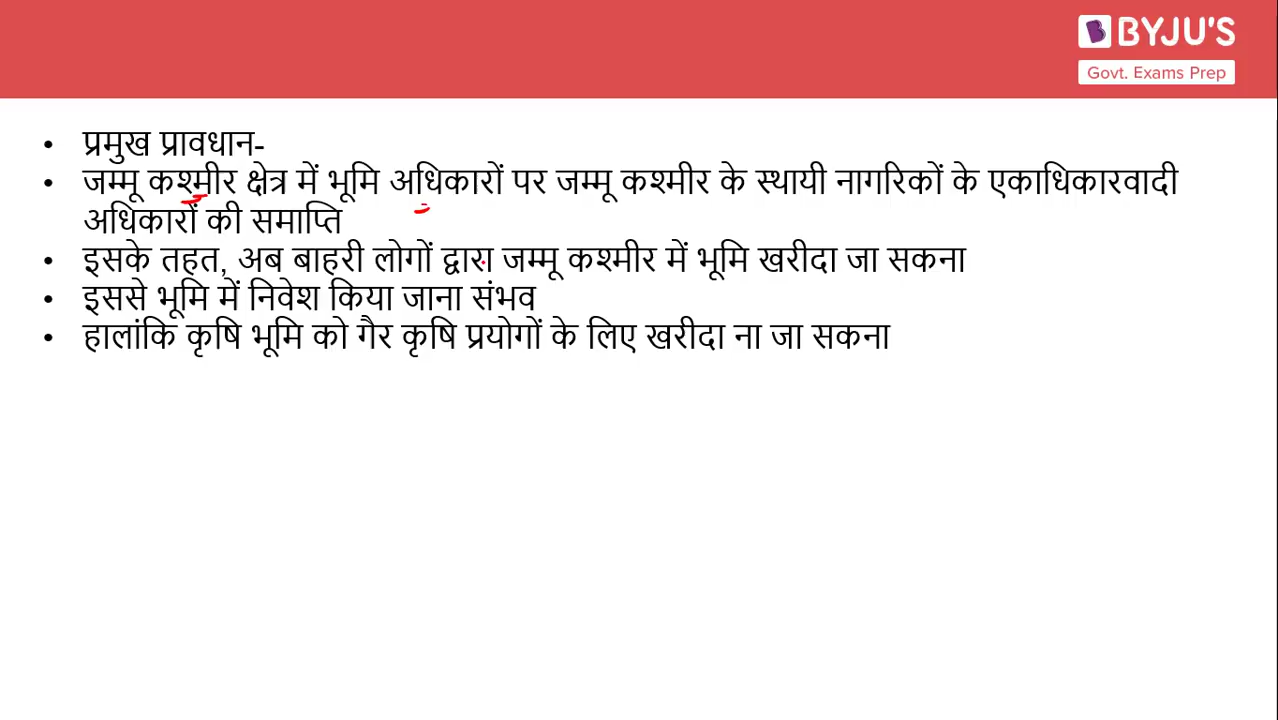 BYJU'S
Govt. Exams Prep
• प्रमुख प्रावधान-
• जम्मू कश्मीर क्षेत्र में भूमि अधिकारों पर जम्मू कश्मीर के स्थायी नागरिकों के एकाधिकारवादी
अधिकारों की समाप्ति
• इसके तहत, अब बाहरी लोगों द्वारा जम्मू कश्मीर में भूमि खरीदा जा सकना
• इससे भूमि में निवेश किया जाना संभव
• हालांकि कृषि भूमि को गैर कृषि प्रयोगों के लिए खरीदा ना जा सकना